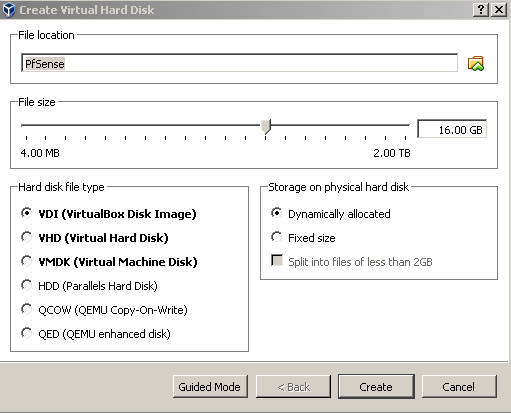 Create Virtual Hard Disk
File location
PfSense
File size
16.00 GB
4.00 MB 2.00 TB
Hard disk file type
VDI (VirtualBox Disk Image)
VHD (Virtual Hard Disk)
VMDK (Virtual Machine Disk)
HDD (Parallels Hard Disk)
QCOW (QEMU Copy-On-Write)
QED (QEMU enhanced disk)
Storage on physical hard disk
Dynamically allocated
Fixed size
Split into files of less than 2GB
Guided Mode < Back Create Cancel